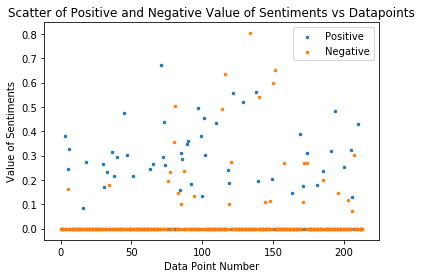 Scatter of Positive and Negative Value of Sentiments vs Datapoints
Positive
Negative
Value of Sentiments
0.8
0.7
0.6
0.5
0.4
0.3
0.2
0.1
0.0
0 50 100 150 200
Data Point Number